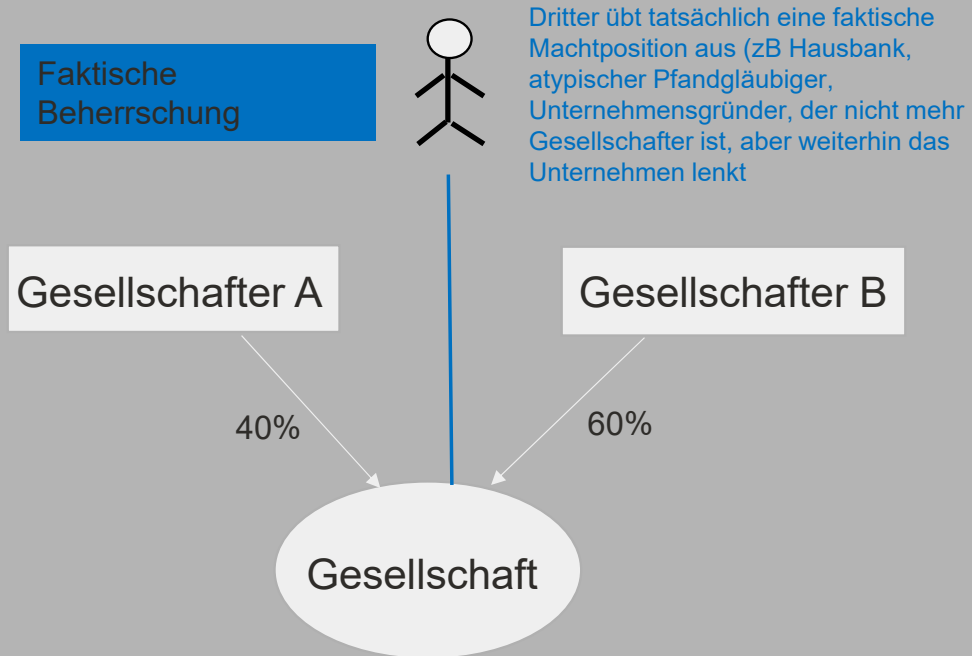 Faktische
Beherrschung
Dritter übt tatsächlich eine faktische
Machtposition aus (zB Hausbank,
atypischer Pfandgläubiger,
Unternehmensgründer, der nicht mehr
Gesellschafter ist, aber weiterhin das
Unternehmen lenkt
Gesellschafter A
Gesellschafter B
40%
60%
Gesellschaft